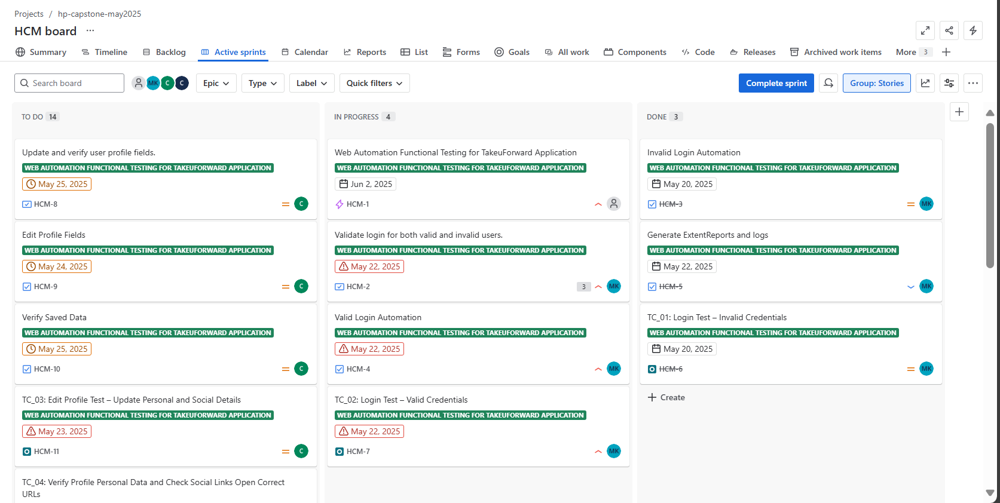 Projects / hp-capstone-may2025
HCM board ...
Summary Timeline Backlog Active sprints Calendar Reports List Forms Goals All work Components Code Releases Archived work items More 3
Search board MK C C Epic Type Label Quick filters Complete sprint Group: Stories
TO DO 14
Update and verify user profile fields.
WEB AUTOMATION FUNCTIONAL TESTING FOR TAKEUFORWARD APPLICATION
May 25, 2025
HCM-8 C
Edit Profile Fields
WEB AUTOMATION FUNCTIONAL TESTING FOR TAKEUFORWARD APPLICATION
May 24, 2025
HCM-9 C
Verify Saved Data
WEB AUTOMATION FUNCTIONAL TESTING FOR TAKEUFORWARD APPLICATION
May 25, 2025
HCM-10 C
TC_03: Edit Profile Test – Update Personal and Social Details
WEB AUTOMATION FUNCTIONAL TESTING FOR TAKEUFORWARD APPLICATION
May 23, 2025
HCM-11 C
TC_04: Verify Profile Personal Data and Check Social Links Open Correct
URLs
IN PROGRESS 4
Web Automation Functional Testing for TakeuForward Application
WEB AUTOMATION FUNCTIONAL TESTING FOR TAKEUFORWARD APPLICATION
Jun 2, 2025
HCM-1
Validate login for both valid and invalid users.
WEB AUTOMATION FUNCTIONAL TESTING FOR TAKEUFORWARD APPLICATION
May 22, 2025
HCM-2 3 MK
Valid Login Automation
WEB AUTOMATION FUNCTIONAL TESTING FOR TAKEUFORWARD APPLICATION
May 22, 2025
HCM-4 MK
TC_02: Login Test – Valid Credentials
WEB AUTOMATION FUNCTIONAL TESTING FOR TAKEUFORWARD APPLICATION
May 22, 2025
HCM-7 MK
DONE 3
Invalid Login Automation
WEB AUTOMATION FUNCTIONAL TESTING FOR TAKEUFORWARD APPLICATION
May 20, 2025
HCM-3 MK
Generate ExtentReports and logs
WEB AUTOMATION FUNCTIONAL TESTING FOR TAKEUFORWARD APPLICATION
May 22, 2025
HCM-5 MK
TC_01: Login Test – Invalid Credentials
WEB AUTOMATION FUNCTIONAL TESTING FOR TAKEUFORWARD APPLICATION
May 20, 2025
HCM-6 MK
Create